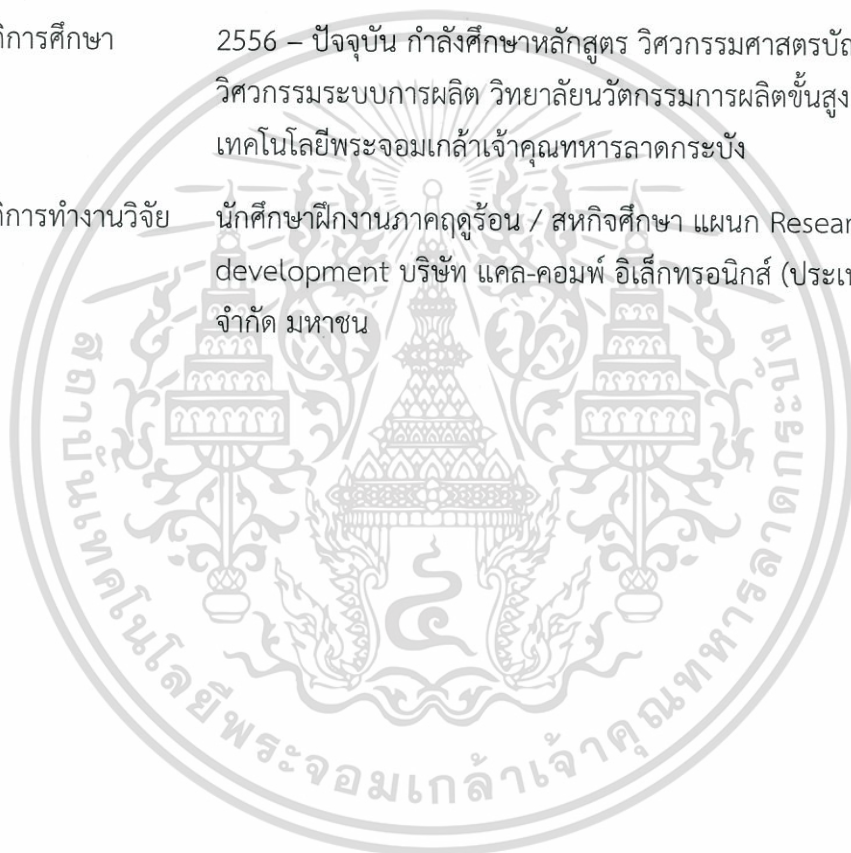 ติการศึกษา 2556 – ปัจจุบัน กำลังศึกษาหลักสูตร วิศวกรรมศาสตรบัณ
วิศวกรรมระบบการผลิต วิทยาลัยนวัตกรรมการผลิตขั้นสูง
เทคโนโลยีพระจอมเกล้าเจ้าคุณทหารลาดกระบัง
ติการทำงานวิจัย นักศึกษาฝึกงานภาคฤดูร้อน / สหกิจศึกษา แผนก Resear
development บริษัท แคล-คอมพ์ อิเล็กทรอนิกส์ (ประเท
จำกัด มหาชน
สถาบันเทคโนโลยีพระจอมเกล้าเจ้าคุณทหารลาดกระบัง